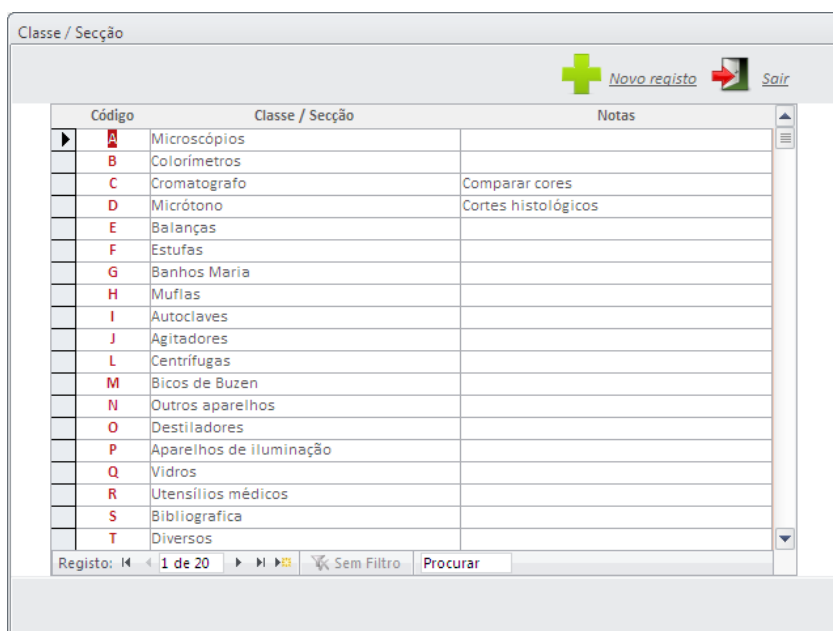 Classe / Secção
Novo registo Sair
Código Classe / Secção Notas
A Microscópios
B Colorímetros
C Cromatografo Comparar cores
D Micrótono Cortes histológicos
E Balanças
F Estufas
G Banhos Maria
H Muflas
I Autoclaves
J Agitadores
L Centrífugas
M Bicos de Buzen
N Outros aparelhos
O Destiladores
P Aparelhos de iluminação
Q Vidros
R Utensílios médicos
S Bibliografica
T Diversos
Registo: 1 de 20 Sem Filtro Procurar